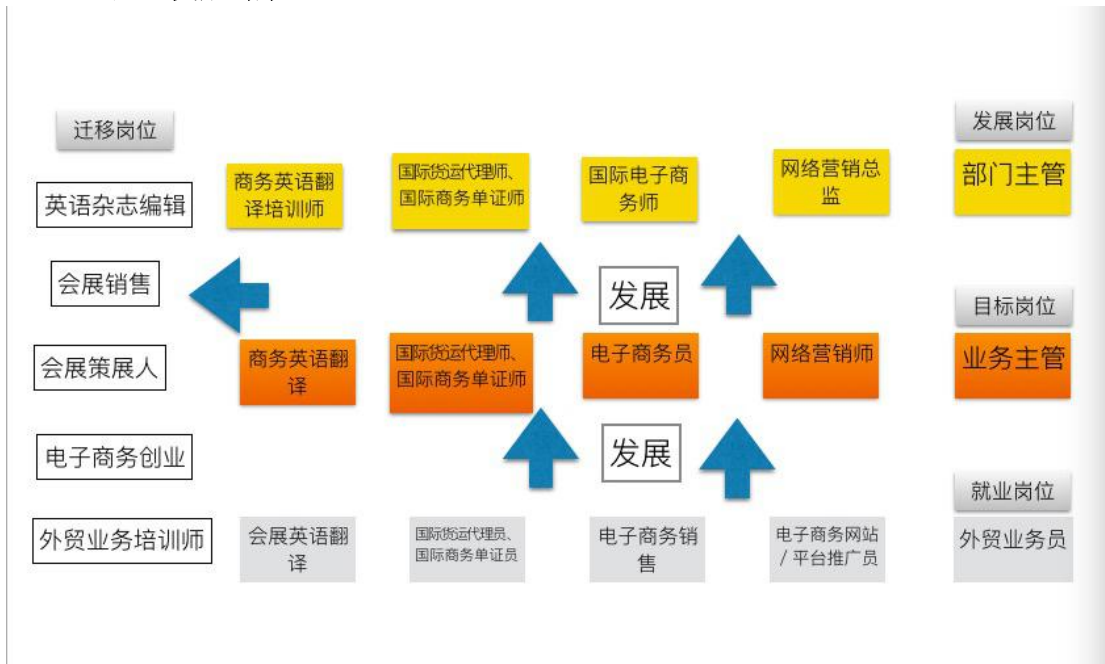 迁移岗位
发展岗位
商务英语翻
译培训师
国际货运代理师、
国际商务单证师
国际电子商
务师
网络营销总
监
部门主管
英语杂志编辑
会展销售
发展
目标岗位
会展策展人
商务英语翻
译
国际货运代理师、
国际商务单证师
电子商务员
网络营销师
业务主管
电子商务创业
发展
就业岗位
外贸业务培训师
会展英语翻
译
国际货运代理员、
国际商务单证员
电子商务销
售
电子商务网站
/ 平台推广员
外贸业务员